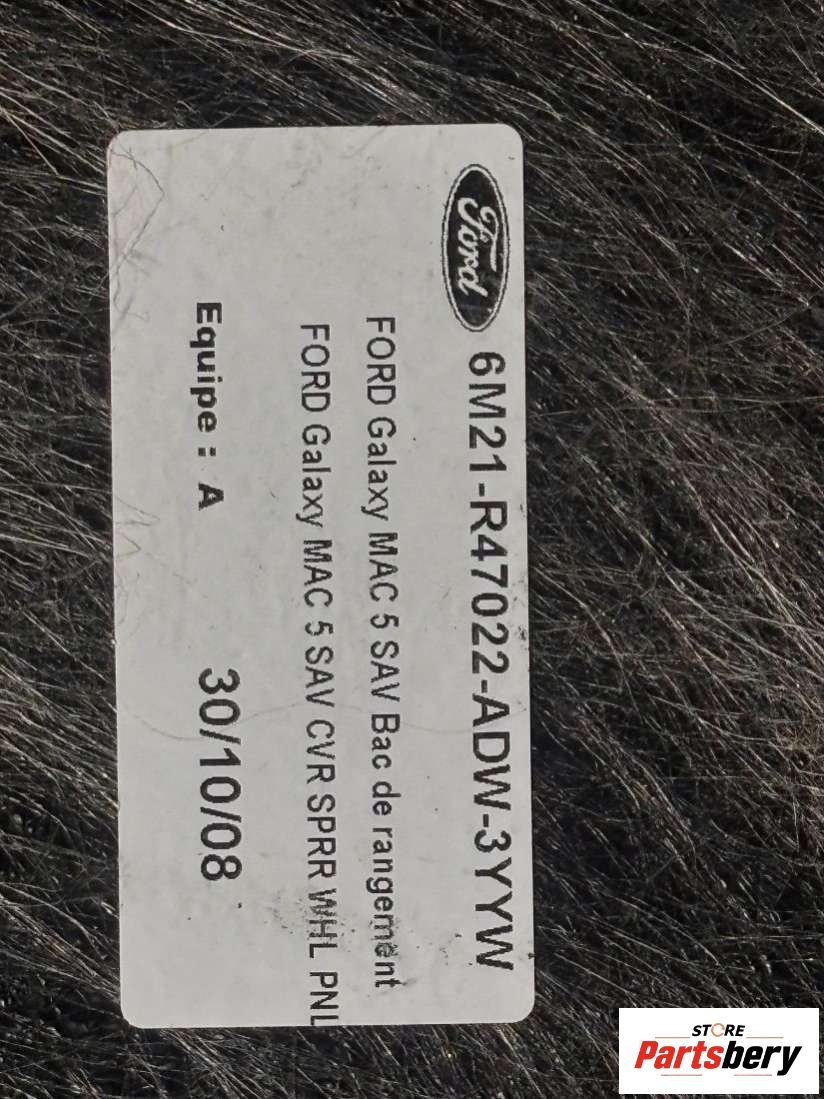 Ford
6M21-R47022-ADW-3YYW
FORD Galaxy MAC 5 SAV Bac de rangement
FORD Galaxy MAC 5 SAV CVR SPRR WHL PNL
Equipe : A 30/10/08
STORE
Partsbery